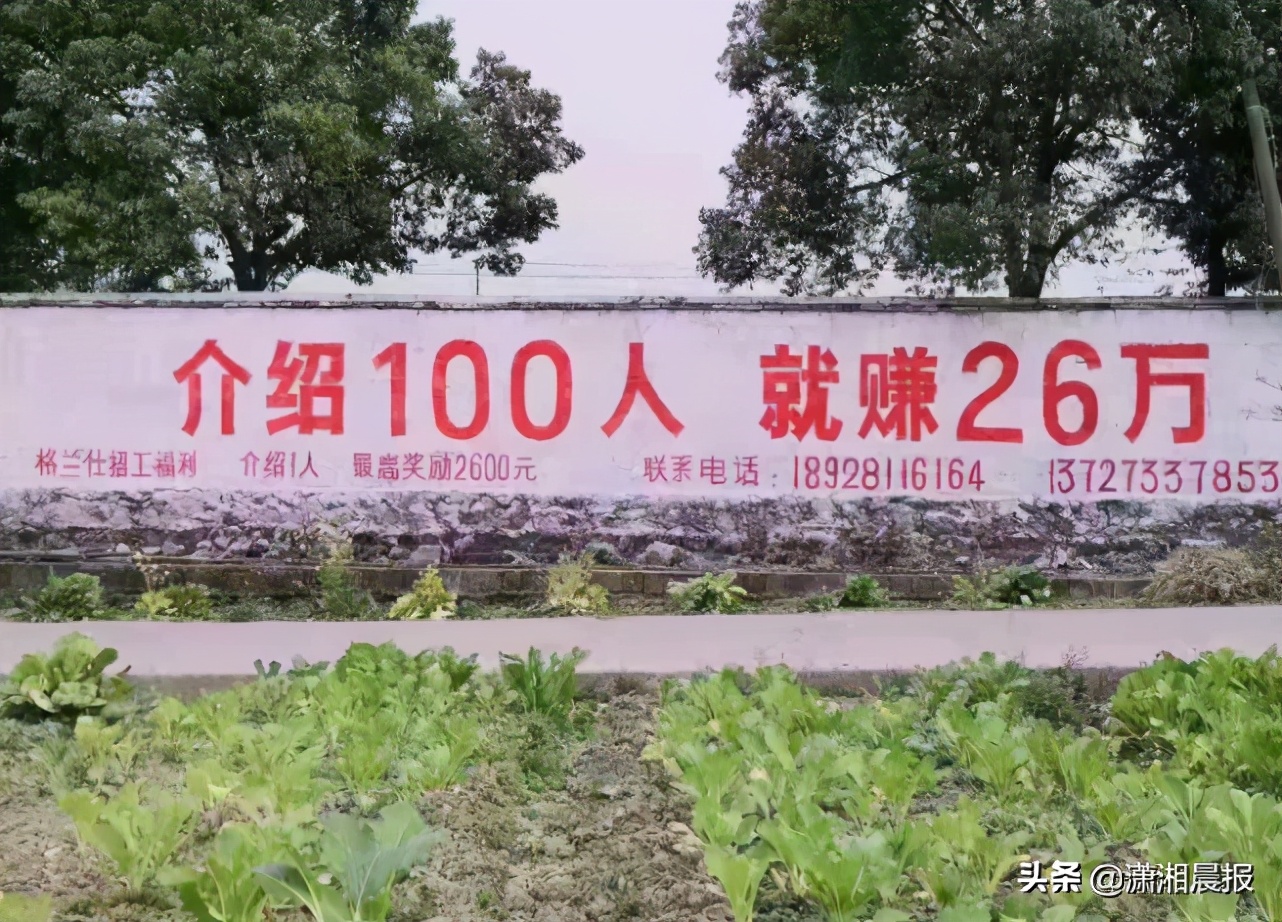 介绍100人 就赚26万
格兰仕招工福利 介绍1人 最高奖励2600元 联系电话:18928116164 13727337853
头条 @潇湘晨报